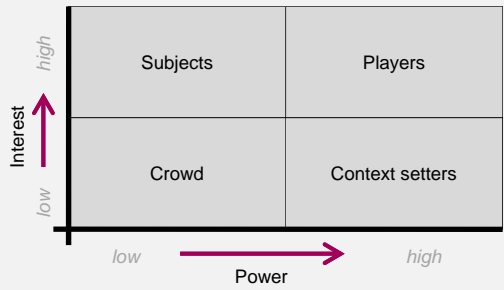 high
Subjects
Players
Interest
low
Crowd
Context setters
low
high
Power